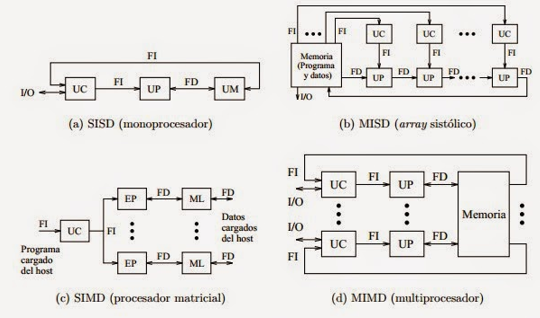 FI
I/O
UC
FI
UP
FD
UM
(a) SISD (monoprocesador)
FI
FI
UC
UC
UC
FI
FI
FI
Memoria
(Programa
y datos)
FD
UP
FD
UP
FD
UP
FD
I/O
(b) MISD (array sistólico)
FI
UC
FI
Programa
cargado
del host
EP
FD
ML
FD
Datos
cargados
del host
EP
FD
ML
FD
(c) SIMD (procesador matricial)
FI
I/O
UC
FI
UP
FD
Memoria
I/O
FI
UC
FI
UP
FD
(d) MIMD (multiprocesador)